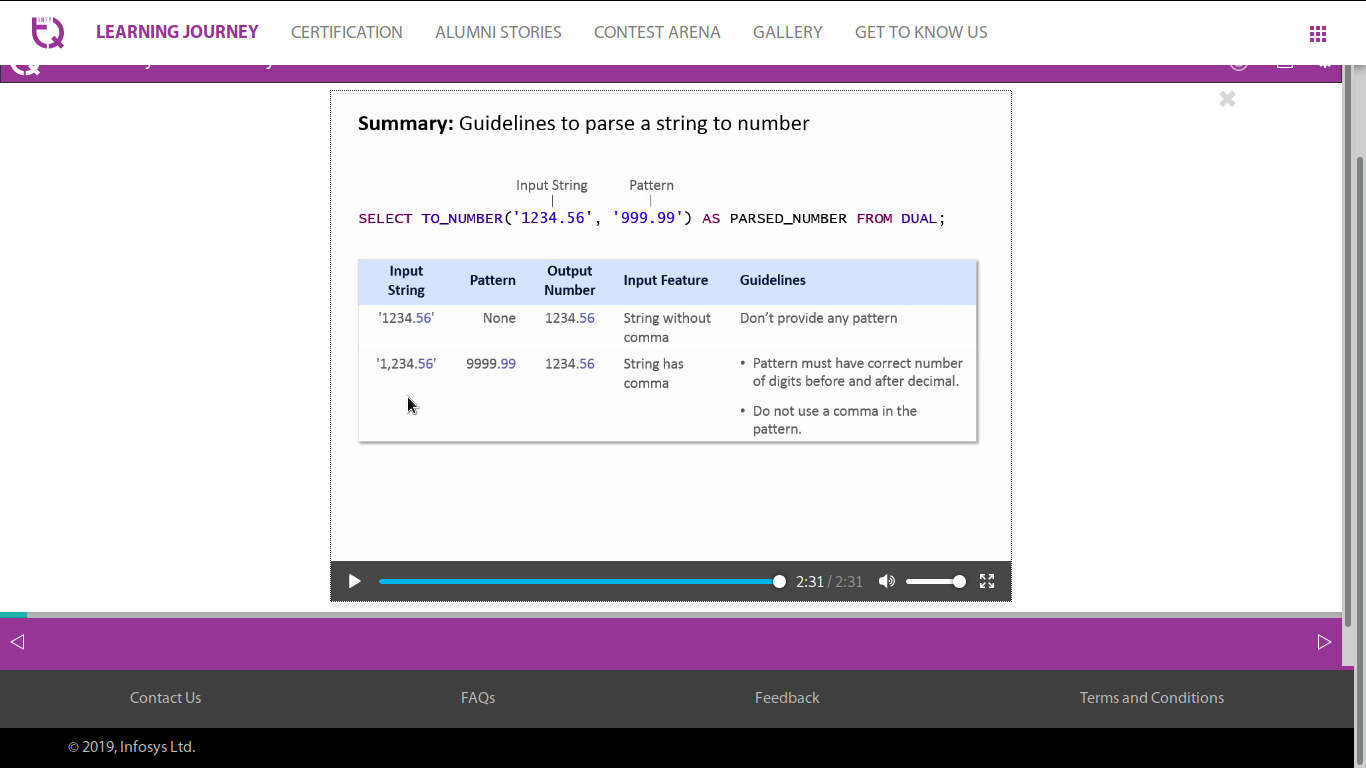 INFY
TQ
LEARNING JOURNEY
CERTIFICATION
ALUMNI STORIES
CONTEST ARENA
GALLERY
GET TO KNOW US
Summary: Guidelines to parse a string to number
Input String Pattern
SELECT TO_NUMBER('1234.56', '999.99') AS PARSED_NUMBER FROM DUAL;
Input String Pattern Output Number Input Feature Guidelines
'1234.56' None 1234.56 String without comma Don’t provide any pattern
'1,234.56' 9999.99 1234.56 String has comma • Pattern must have correct number
of digits before and after decimal.
• Do not use a comma in the
pattern.
2:31 / 2:31
Contact Us
FAQs
Feedback
Terms and Conditions
© 2019, Infosys Ltd.